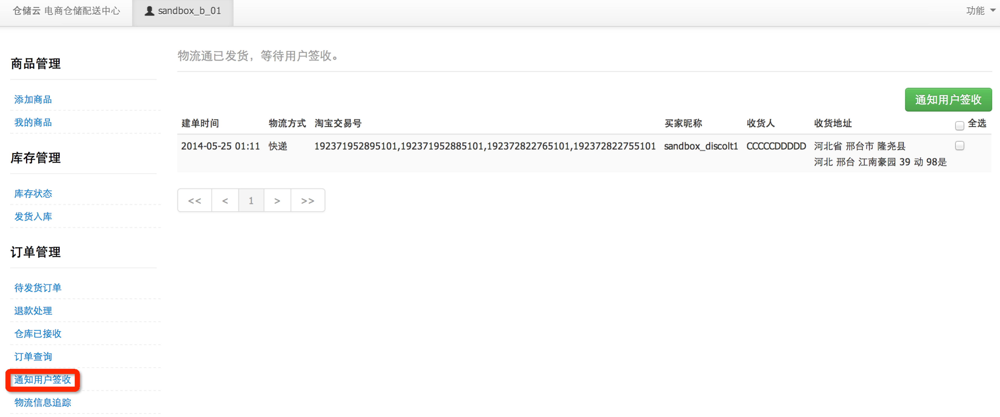 仓储云 电商仓储配送中心 sandbox_b_01 功能
商品管理
添加商品
我的商品
库存管理
库存状态
发货入库
订单管理
待发货订单
退款处理
仓库已接收
订单查询
通知用户签收
物流信息追踪
物流通已发货，等待用户签收。
通知用户签收
建单时间 物流方式 淘宝交易号 买家昵称 收货人 收货地址 全选
2014-05-25 01:11 快递 192371952895101,192371952885101,192372822765101,192372822755101 sandbox_discolt1 CCCCCDDDDD 河北省 邢台市 隆尧县
河北 邢台 江南豪园 39 动 98是
<< < 1 > >>